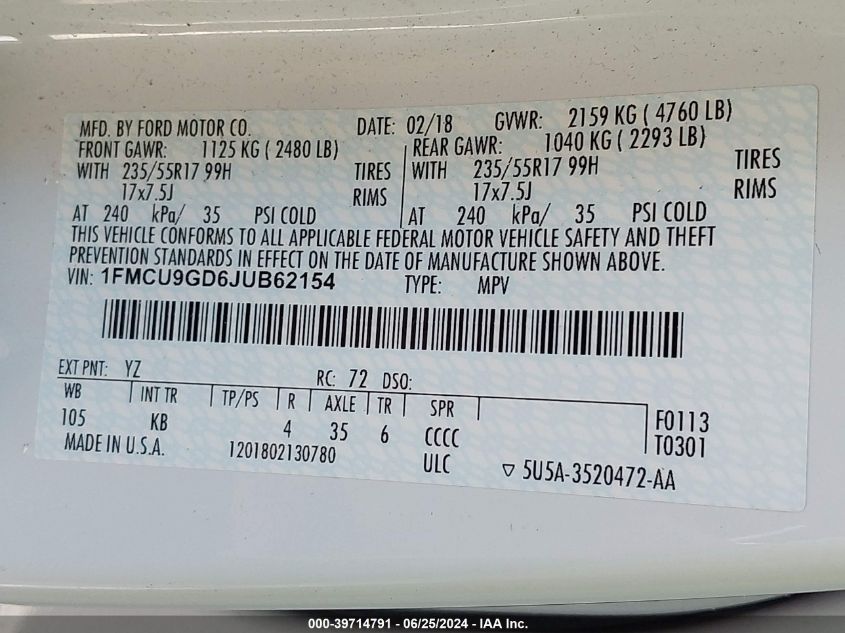 MFD. BY FORD MOTOR CO. DATE: 02/18 GVWR: 2159 KG ( 4760 LB)
FRONT GAWR: 1125 KG ( 2480 LB) REAR GAWR: 1040 KG ( 2293 LB)
WITH 235/55R17 99H TIRES WITH 235/55R17 99H TIRES
17x7.5J RIMS 17x7.5J RIMS
AT 240 kPa/ 35 PSI COLD AT 240 kPa/ 35 PSI COLD
THIS VEHICLE CONFORMS TO ALL APPLICABLE FEDERAL MOTOR VEHICLE SAFETY AND THEFT
PREVENTION STANDARDS IN EFFECT ON THE DATE OF MANUFACTURE SHOWN ABOVE.
VIN: 1FMCU9GD6JUB62154 TYPE: MPV
EXT PNT: YZ RC: 72 DSO:
WB INT TR TP/PS R AXLE TR SPR
105 KB 4 35 6 CCCC F0113
MADE IN U.S.A. 1201802130780 ULC T0301
5U5A-3520472-AA
000-39714791 - 06/25/2024 - IAA Inc.